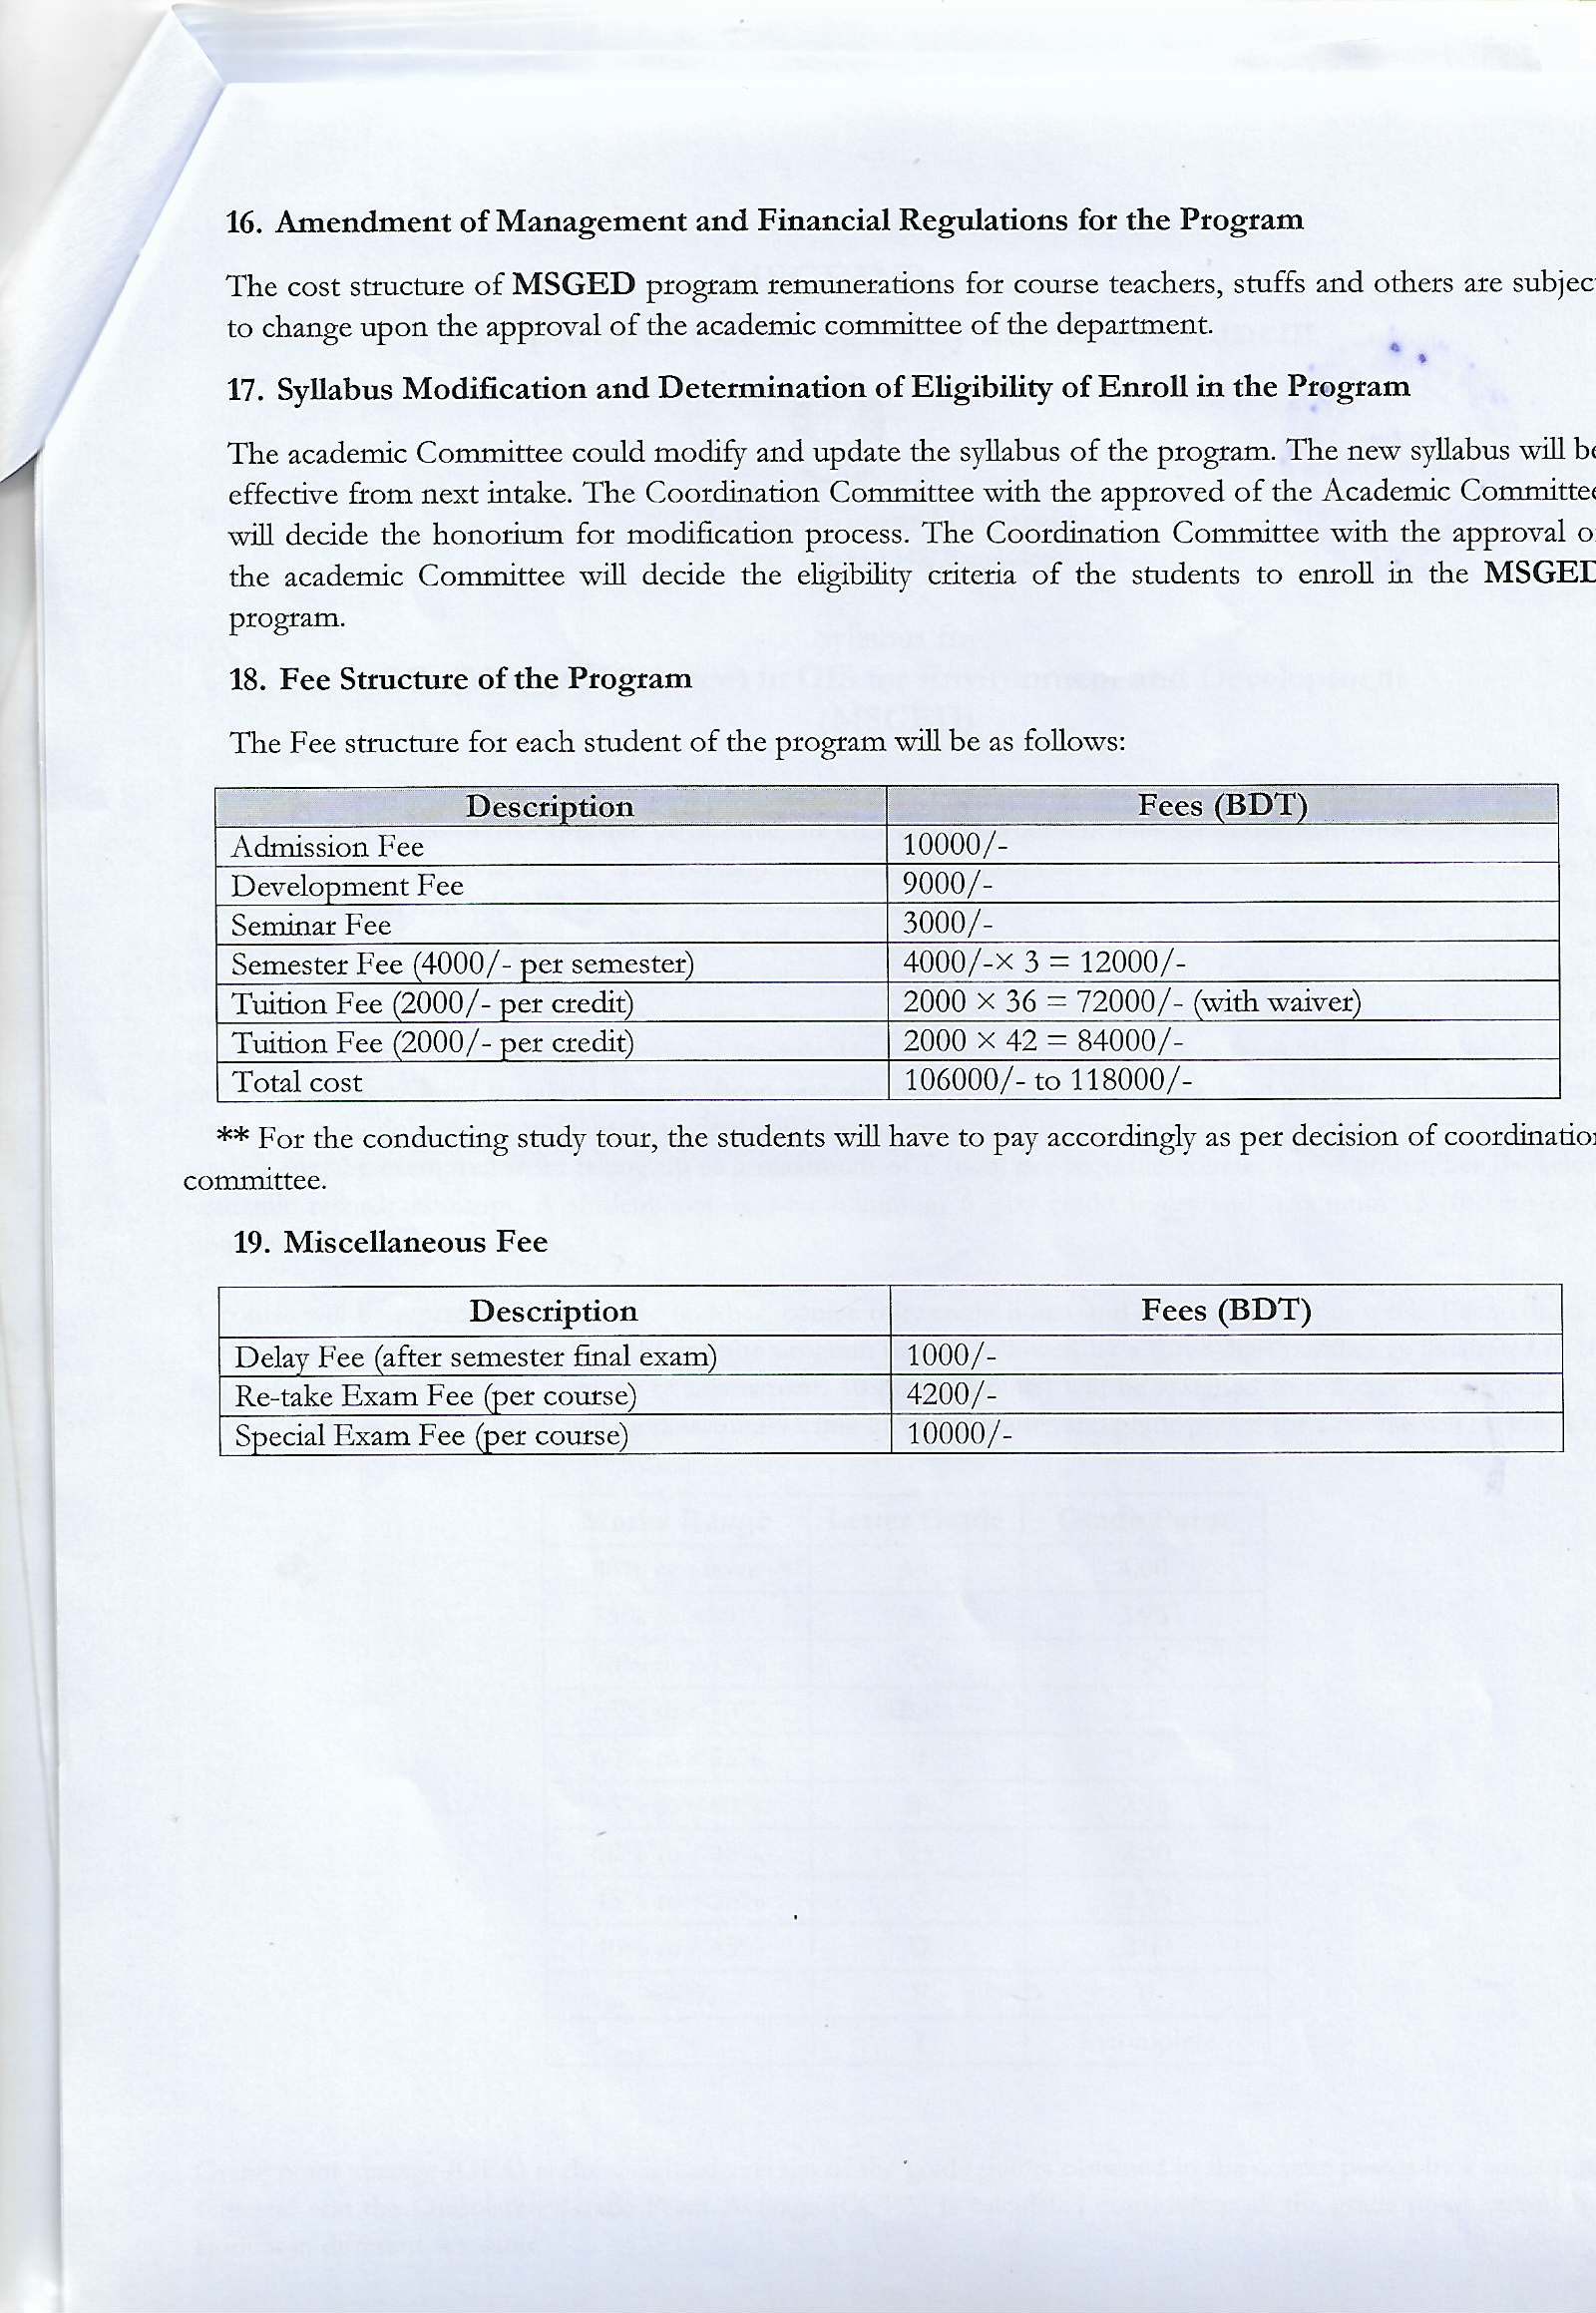 16. Amendment of Management and Financial Regulations for the Program
The cost structure of MSGED program remunerations for course teachers, stuffs and others are subjec
to change upon the approval of the academic committee of the department.
17. Syllabus Modification and Determination of Eligibility of Enroll in the Program
The academic Committee could modify and update the syllabus of the program. The new syllabus will be
effective from next intake. The Coordination Committee with the approved of the Academic Committee
will decide the honorium for modification process. The Coordination Committee with the approval o
the academic Committee will decide the eligibility criteria of the students to enroll in the MSGED
program.
18. Fee Structure of the Program
The Fee structure for each student of the program will be as follows:
Description Fees (BDT)
Admission Fee 10000/-
Development Fee 9000/-
Seminar Fee 3000/-
Semester Fee (4000/- per semester) 4000/-× 3 = 12000/-
Tuition Fee (2000/- per credit) 2000 × 36 = 72000/- (with waiver)
Tuition Fee (2000/- per credit) 2000 × 42 = 84000/-
Total cost 106000/- to 118000/-
** For the conducting study tour, the students will have to pay accordingly as per decision of coordination
committee.
19. Miscellaneous Fee
Description Fees (BDT)
Delay Fee (after semester final exam) 1000/-
Re-take Exam Fee (per course) 4200/-
Special Exam Fee (per course) 10000/-